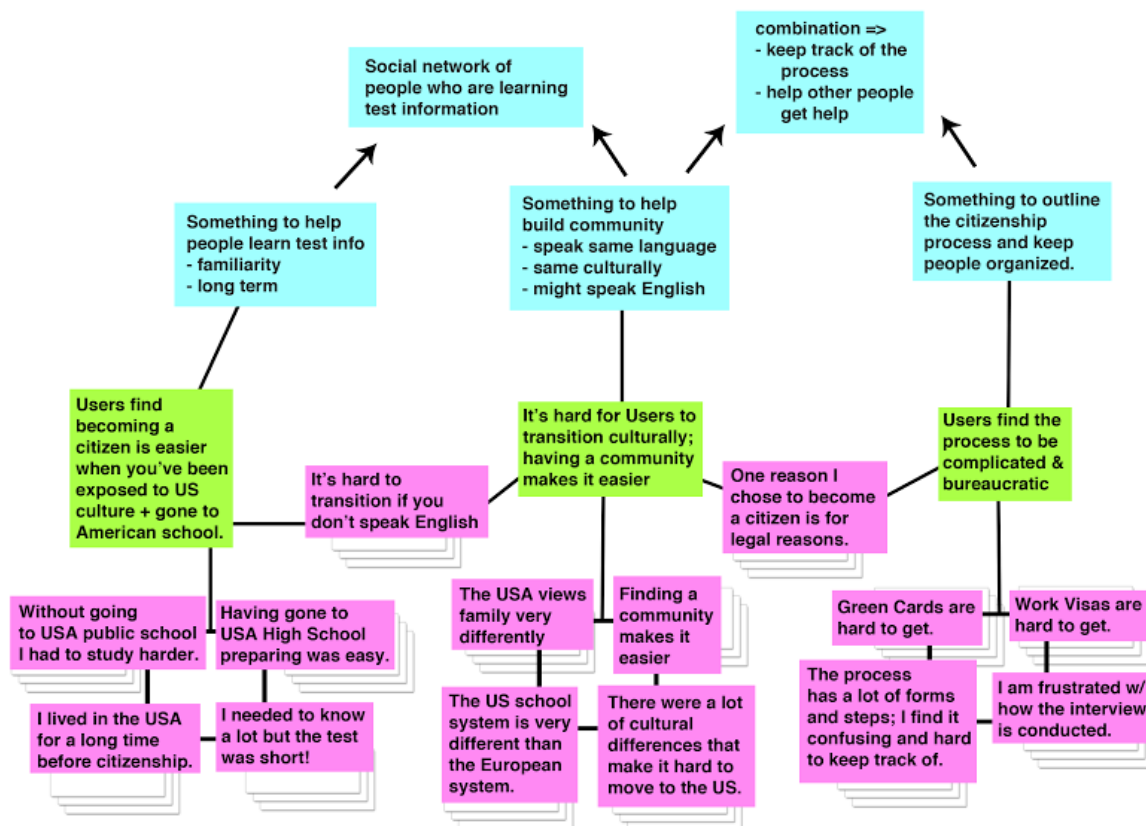 Social network of
people who are learning
test information
combination =>
- keep track of the
process
- help other people
get help
Something to help
people learn test info
- familiarity
- long term
Something to help
build community
- speak same language
- same culturally
- might speak English
Something to outline
the citizenship
process and keep
people organized.
Users find
becoming a
citizen is easier
when you've been
exposed to US
culture + gone to
American school.
It's hard to
transition if you
don't speak English
It's hard for Users to
transition culturally;
having a community
makes it easier
One reason I
chose to become
a citizen is for
legal reasons.
Users find the
process to be
complicated &
bureaucratic
Without going
to USA public school
I had to study harder.
Having gone to
USA High School
preparing was easy.
I lived in the USA
for a long time
before citizenship.
I needed to know
a lot but the test
was short!
The USA views
family very
differently
Finding a
community
makes it
easier
The US school
system is very
different than
the European
system.
There were a lot
of cultural
differences that
make it hard to
move to the US.
Green Cards are
hard to get.
Work Visas are
hard to get.
The process
has a lot of forms
and steps; I find it
confusing and hard
to keep track of.
I am frustrated w/
how the interview
is conducted.